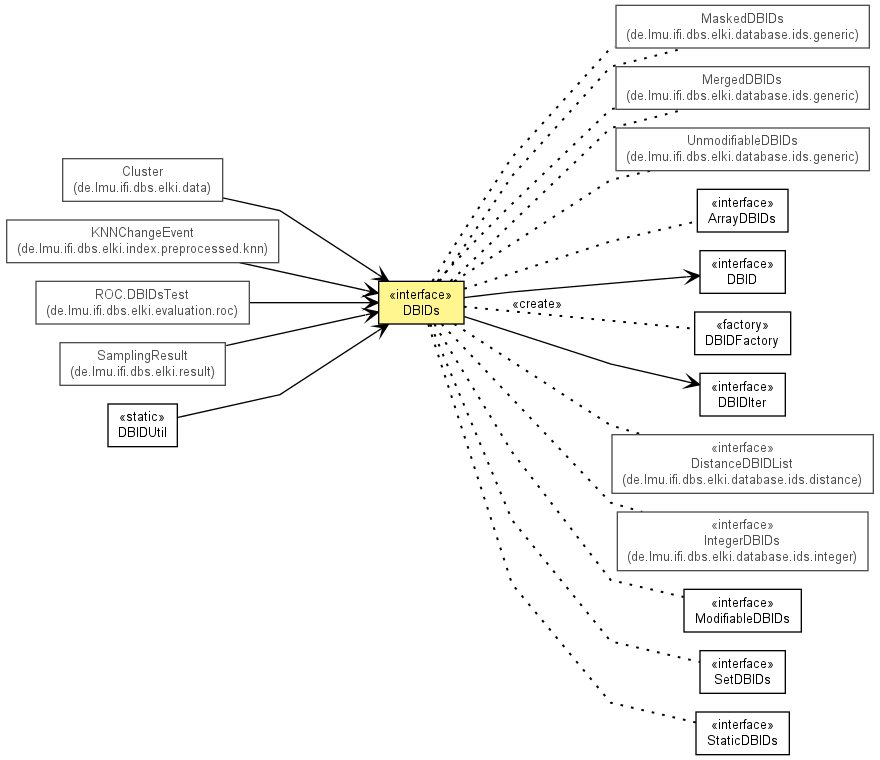 MaskedDBIDs
(de.lmu.ifi.dbs.elki.database.ids.generic)
MergedDBIDs
(de.lmu.ifi.dbs.elki.database.ids.generic)
UnmodifiableDBIDs
(de.lmu.ifi.dbs.elki.database.ids.generic)
Cluster
(de.lmu.ifi.dbs.elki.data)
KNNChangeEvent
(de.lmu.ifi.dbs.elki.index.preprocessed.knn)
ROC.DBIDsTest
(de.lmu.ifi.dbs.elki.evaluation.roc)
SamplingResult
(de.lmu.ifi.dbs.elki.result)
«static»
DBIDUtil
«interface»
DBIDs
«create»
«interface»
ArrayDBIDs
«interface»
DBID
«factory»
DBIDFactory
«interface»
DBIDIter
«interface»
DistanceDBIDList
(de.lmu.ifi.dbs.elki.database.ids.distance)
«interface»
IntegerDBIDs
(de.lmu.ifi.dbs.elki.database.ids.integer)
«interface»
ModifiableDBIDs
«interface»
SetDBIDs
«interface»
StaticDBIDs